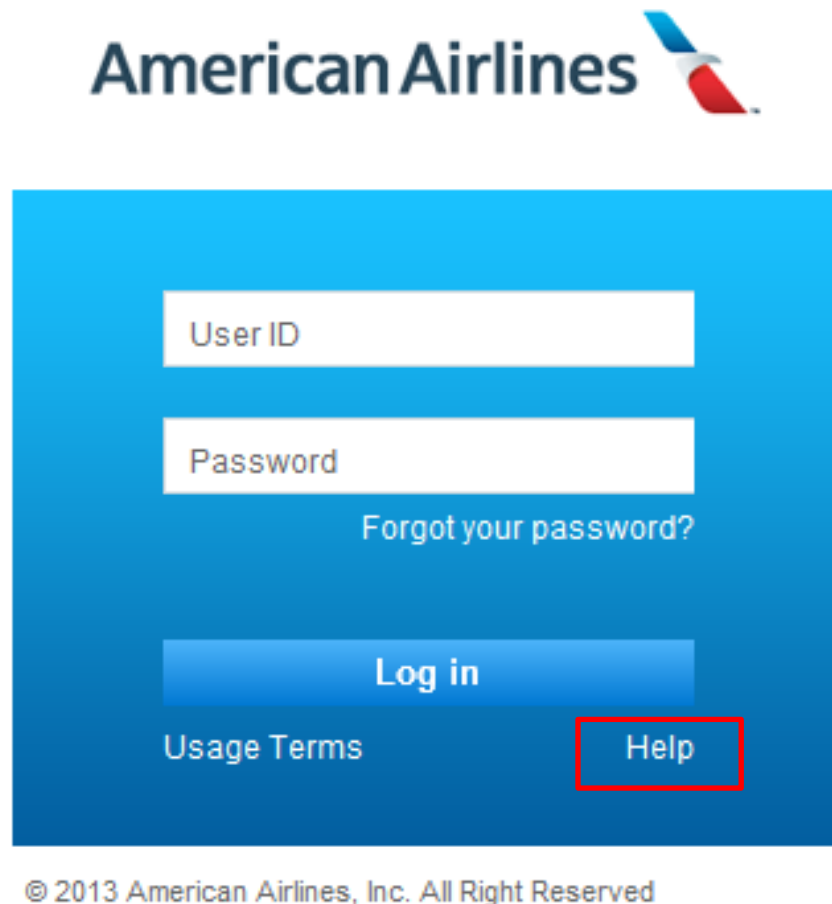 American Airlines
User ID
Password
Forgot your password?
Log in
Usage Terms Help
© 2013 American Airlines, Inc. All Right Reserved